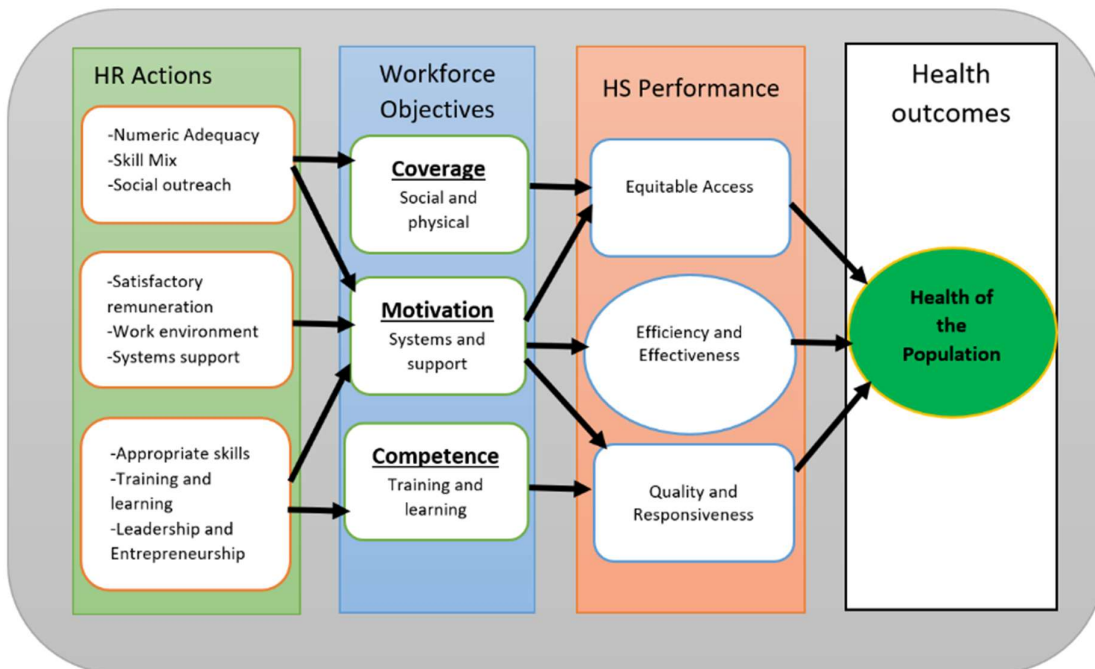 HR Actions
-Numeric Adequacy
-Skill Mix
-Social outreach
-Satisfactory
remuneration
-Work environment
-Systems support
-Appropriate skills
-Training and
learning
-Leadership and
Entrepreneurship
Workforce
Objectives
Coverage
Social and
physical
Motivation
Systems and
support
Competence
Training and
learning
HS Performance
Equitable Access
Efficiency and
Effectiveness
Quality and
Responsiveness
Health
outcomes
Health of
the
Population